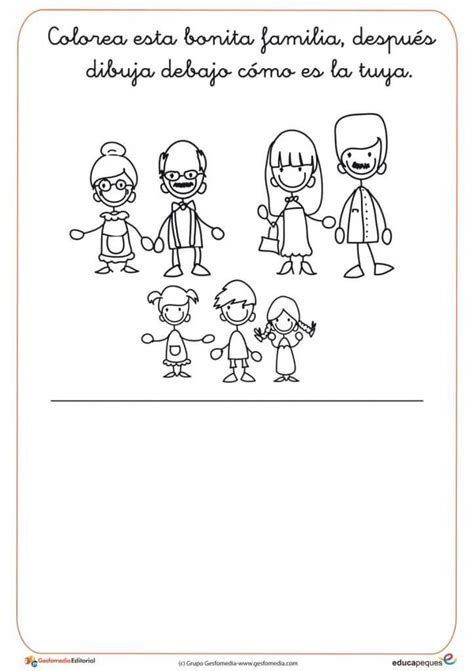 Colorea esta bonita familia, después
dibuja debajo cómo es la tuya.
GesfomediaEditorial
(c) Grupo Gesfomedia-www.gesfomedia.com
educapeques